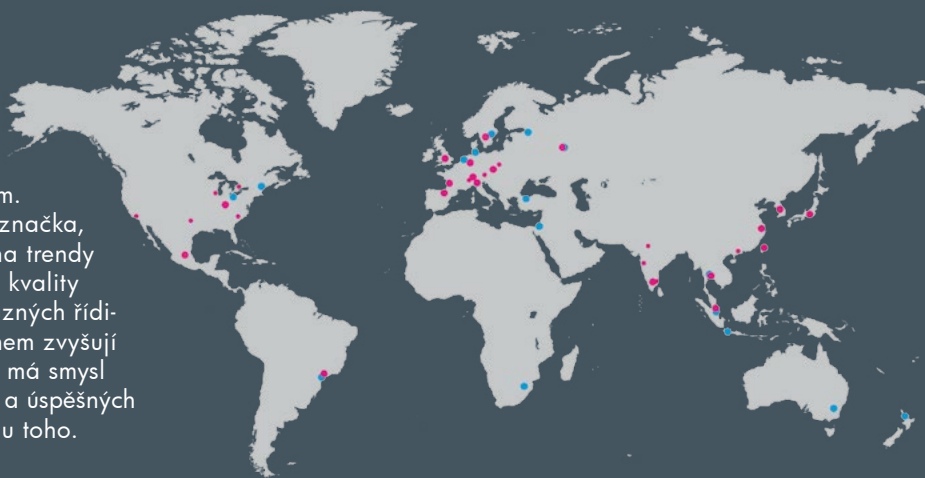 m.
značka,
na trendy
kvality
zných řídi-
nem zvyšují
má smysl
a úspěšných
u toho.